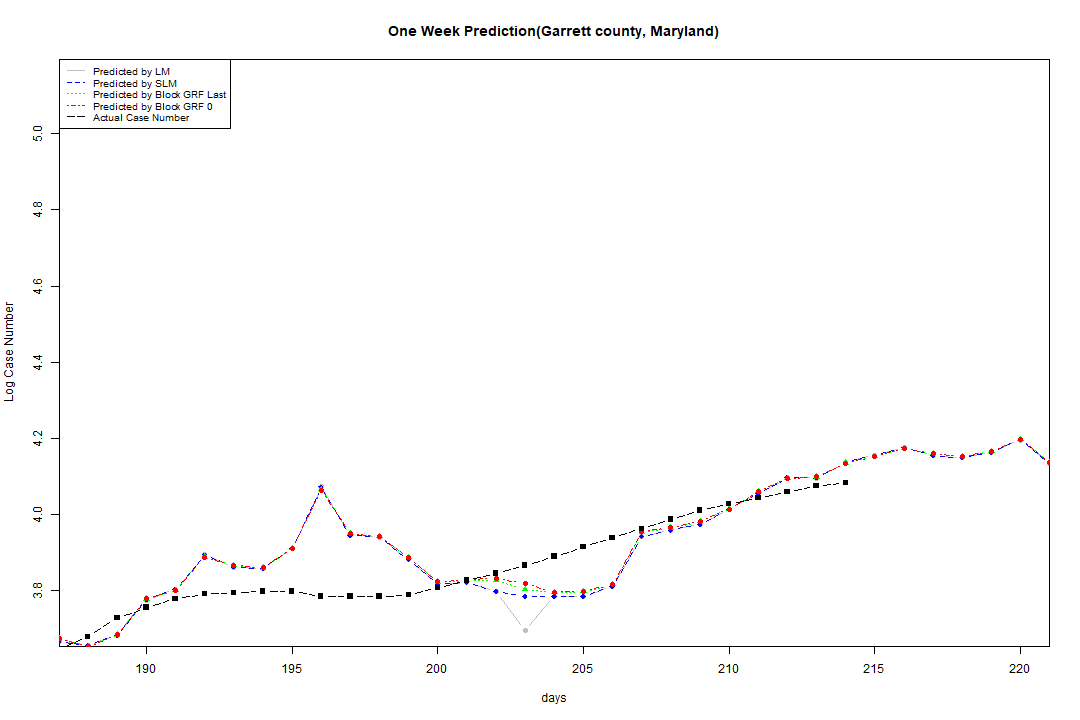 One Week Prediction(Garrett county, Maryland)
Predicted by LM
Predicted by SLM
Predicted by Block GRF Last
Predicted by Block GRF 0
Actual Case Number
5.0
4.8
4.6
4.4
4.2
4.0
3.8
Log Case Number
190 195 200 205 210 215 220
days